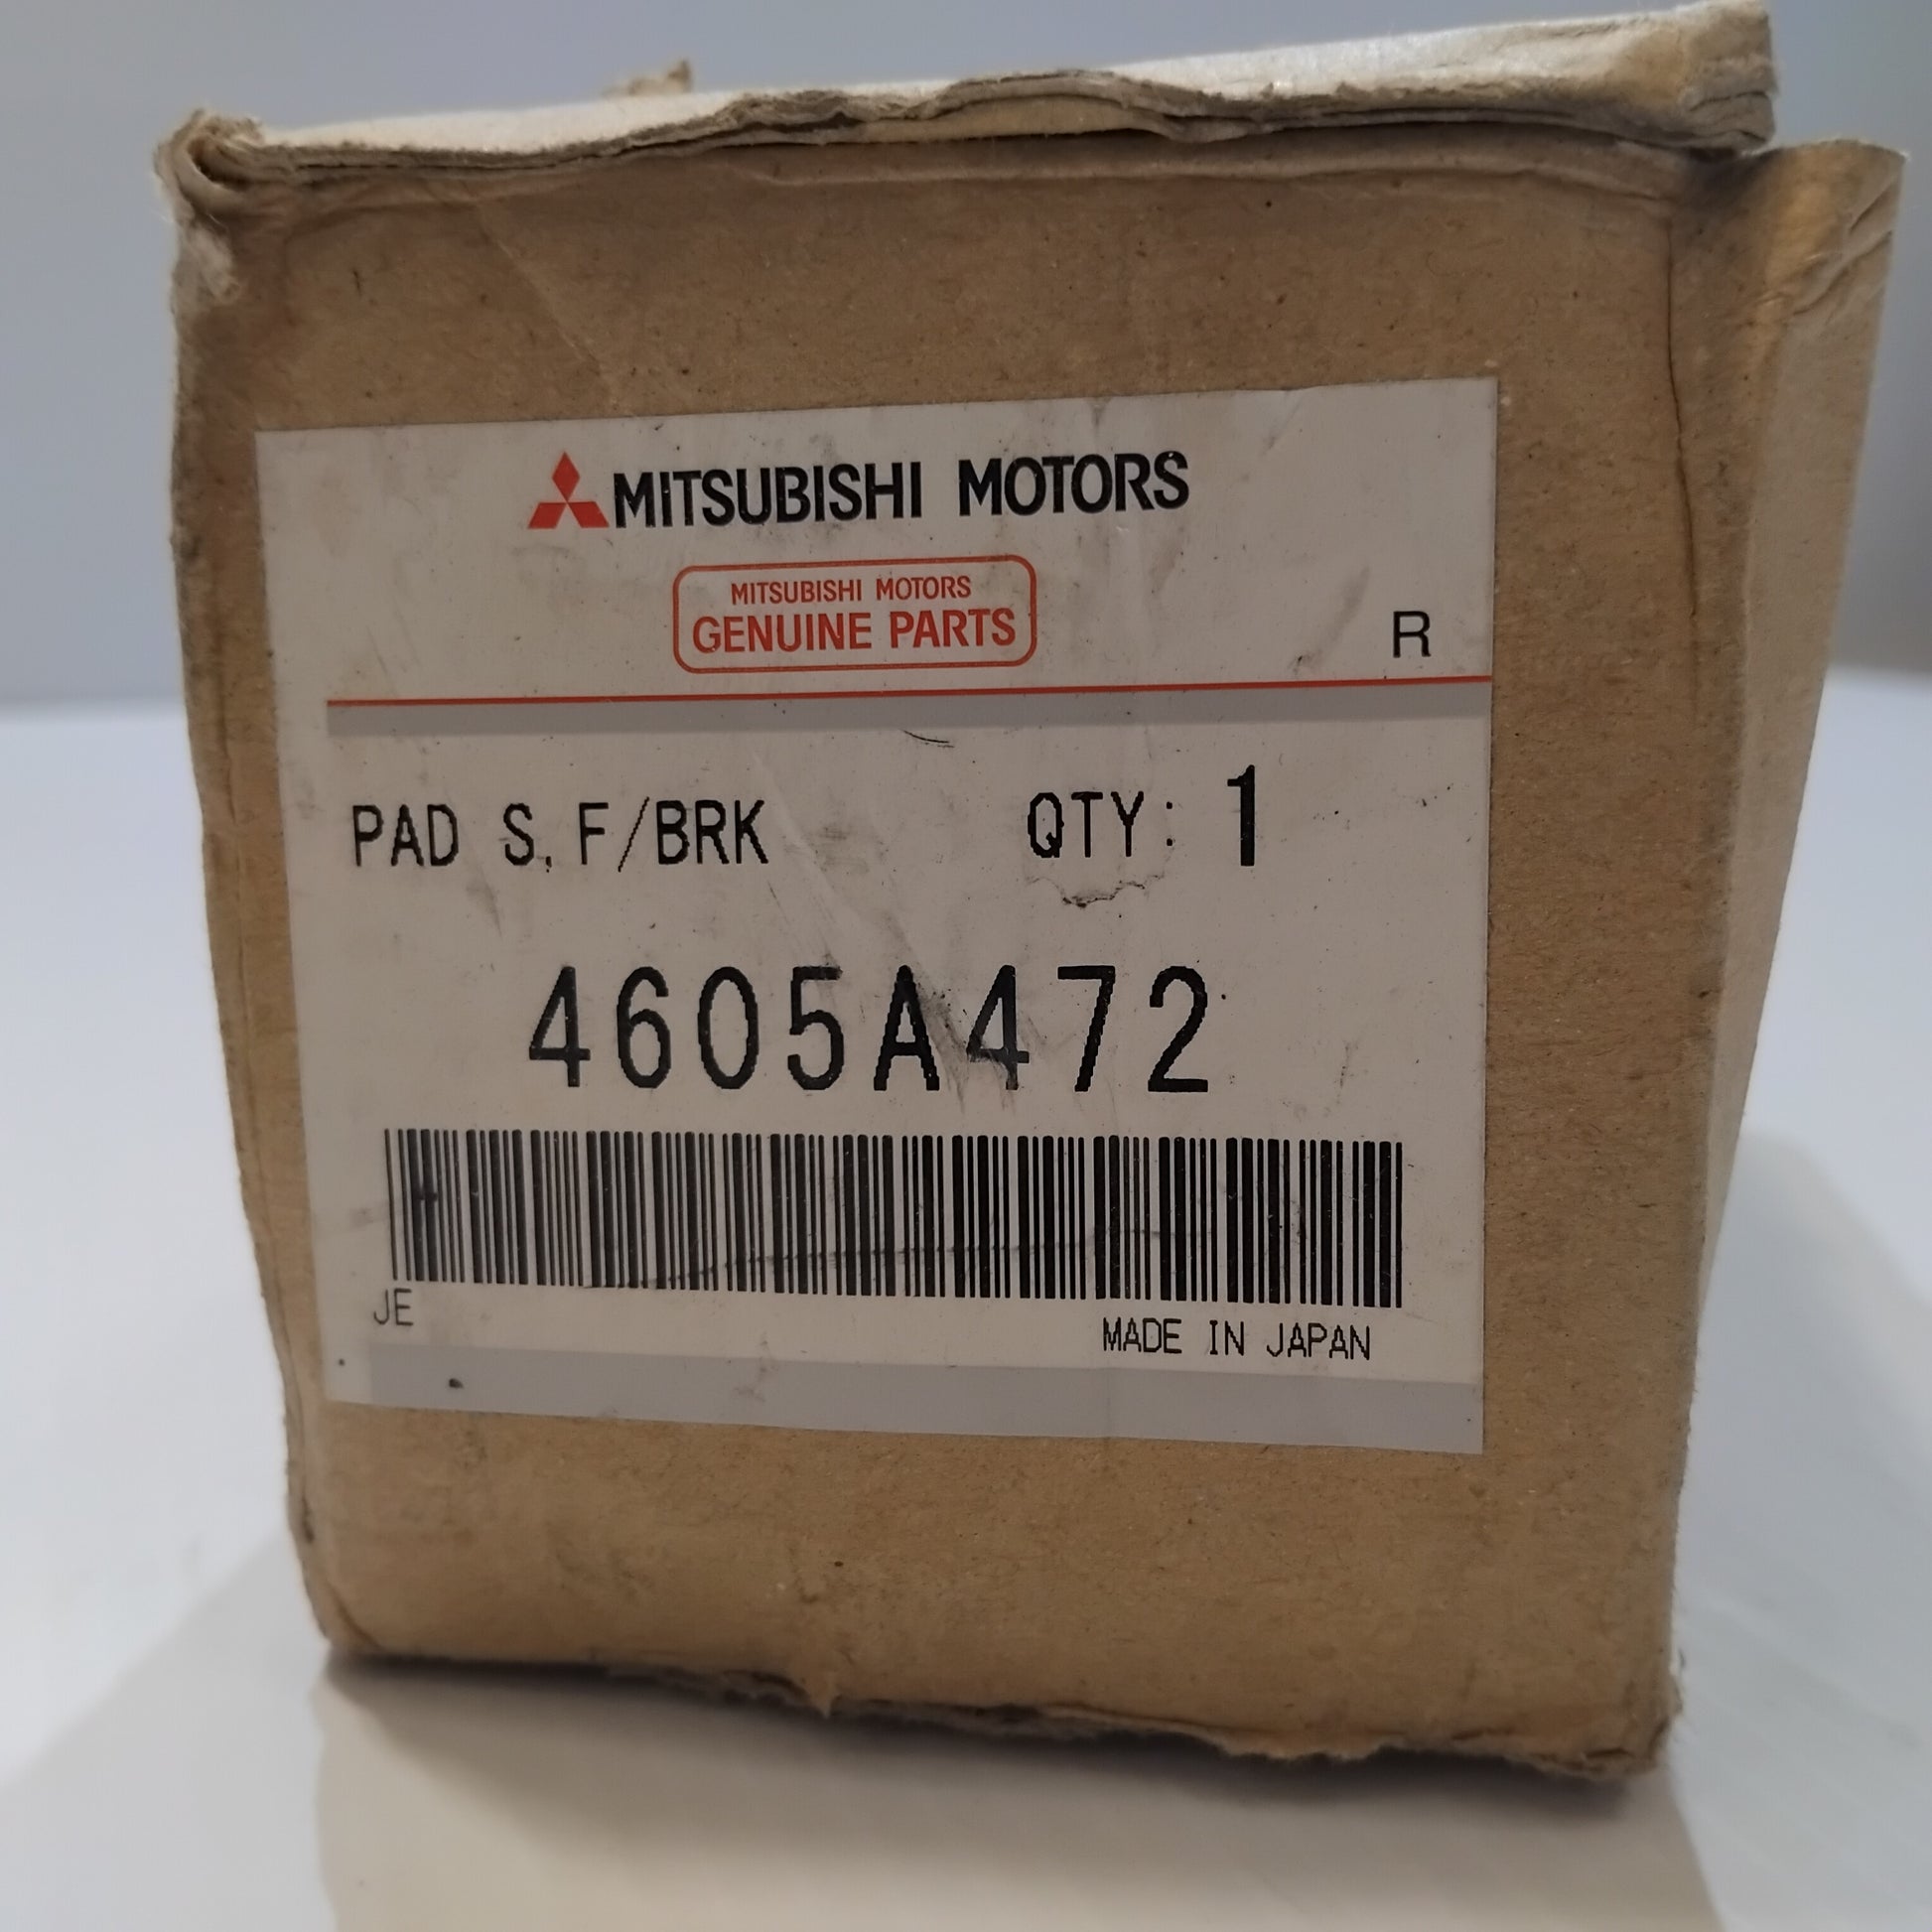 MITSUBISHI MOTORS
MITSUBISHI MOTORS
GENUINE PARTS
R
PAD S, F/BRK QTY: 1
4605A472
JE
MADE IN JAPAN